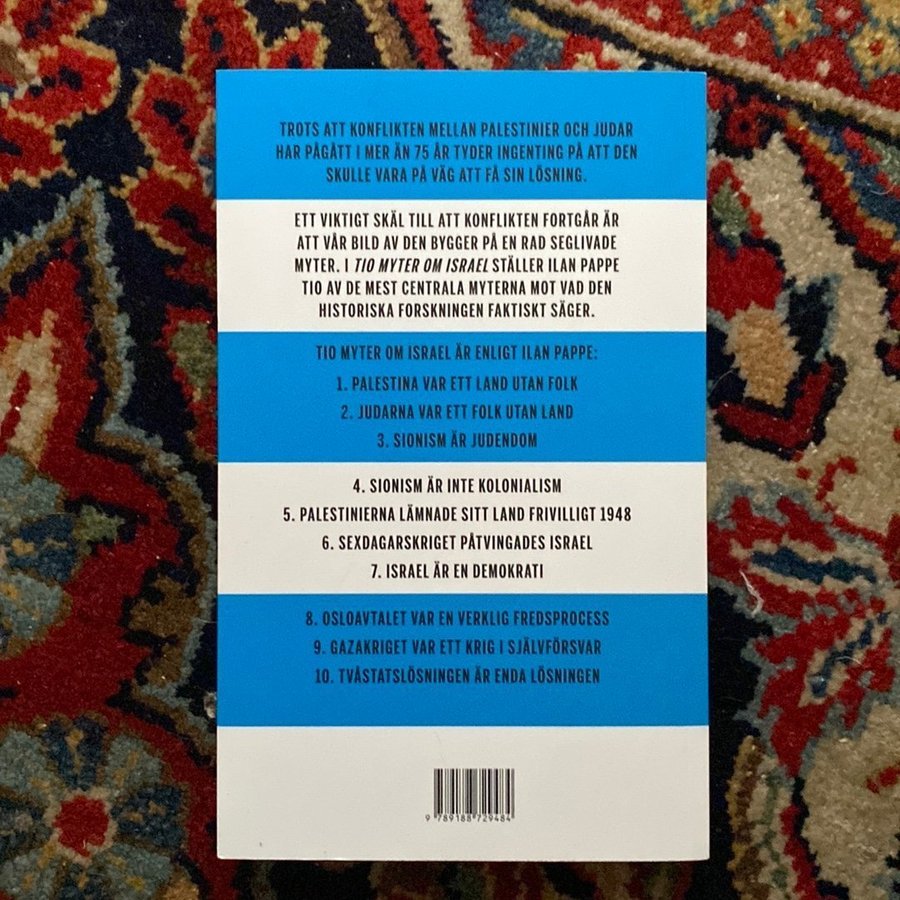 TROTS ATT KONFLIKTEN MELLAN PALESTINIER OCH JUDAR
HAR PÅGÅTT I MER ÄN 75 ÅR TYDER INGENTING PÅ ATT DEN
SKULLE VARA PÅ VÄG ATT FÅ SIN LÖSNING.
ETT VIKTIGT SKÄL TILL ATT KONFLIKTEN FORTGÅR ÄR
ATT VÅR BILD AV DEN BYGGER PÅ EN RAD SEGLIVADE
MYTER. I TIO MYTER OM ISRAEL STÄLLER ILAN PAPPE
TIO AV DE MEST CENTRALA MYTERNA MOT VAD DEN
HISTORISKA FORSKNINGEN FAKTISKT SÄGER.
TIO MYTER OM ISRAEL ÄR ENLIGT ILAN PAPPE:
1. PALESTINA VAR ETT LAND UTAN FOLK
2. JUDARNA VAR ETT FOLK UTAN LAND
3. SIONISM ÄR JUDENDOM
4. SIONISM ÄR INTE KOLONIALISM
5. PALESTINIERNA LÄMNADE SITT LAND FRIVILLIGT 1948
6. SEXDAGARSKRIGET PÅTVINGADES ISRAEL
7. ISRAEL ÄR EN DEMOKRATI
8. OSLOAVTALET VAR EN VERKLIG FREDSPROCESS
9. GAZAKRIGET VAR ETT KRIG I SJÄLVFÖRSVAR
10. TVÅSTATSLÖSNINGEN ÄR ENDA LÖSNINGEN
9 789188 729484